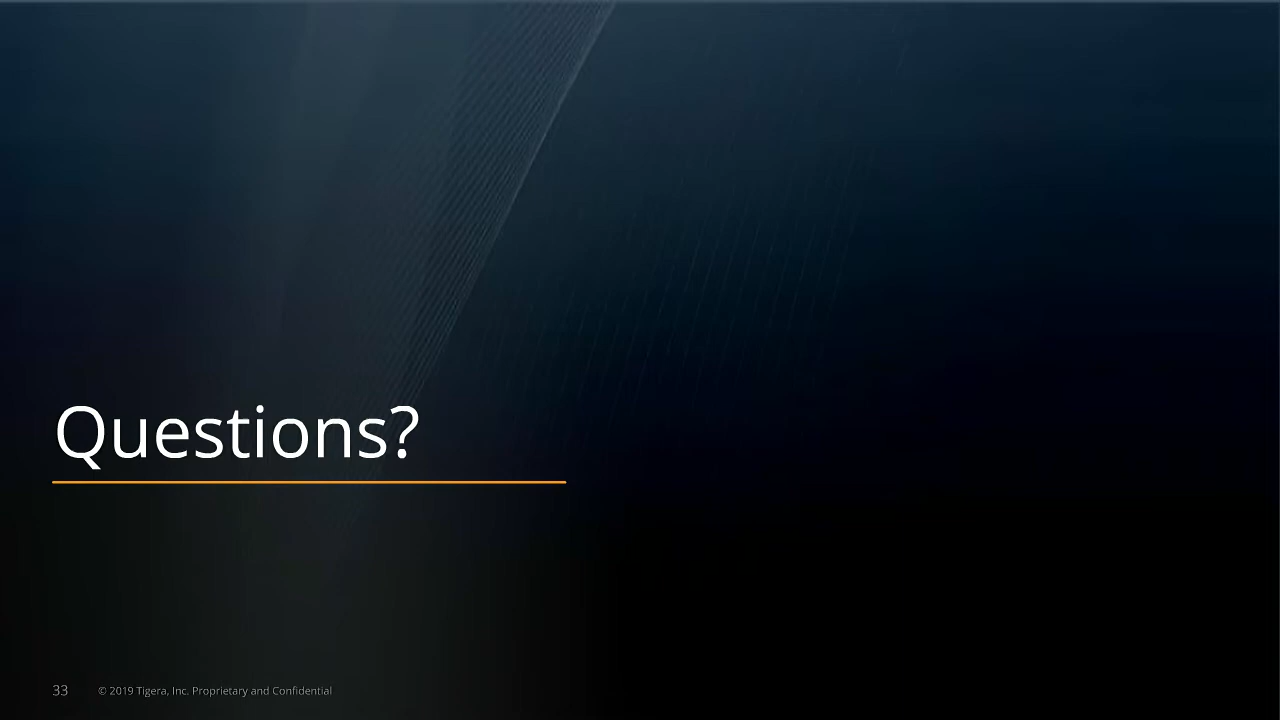 Questions?
33 © 2019 Tigera, Inc. Proprietary and Confidential